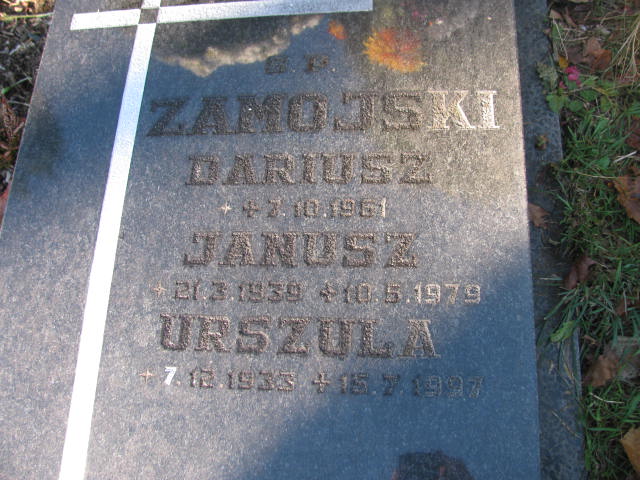 Ś. P.
ZAMOJSKI
DARIUSZ
* ✝ 7.10.1961
JANUSZ
* 21.3.1939 ✝ 10.5.1979
URSZULA
* 7.12.1933 ✝ 15.7.1997